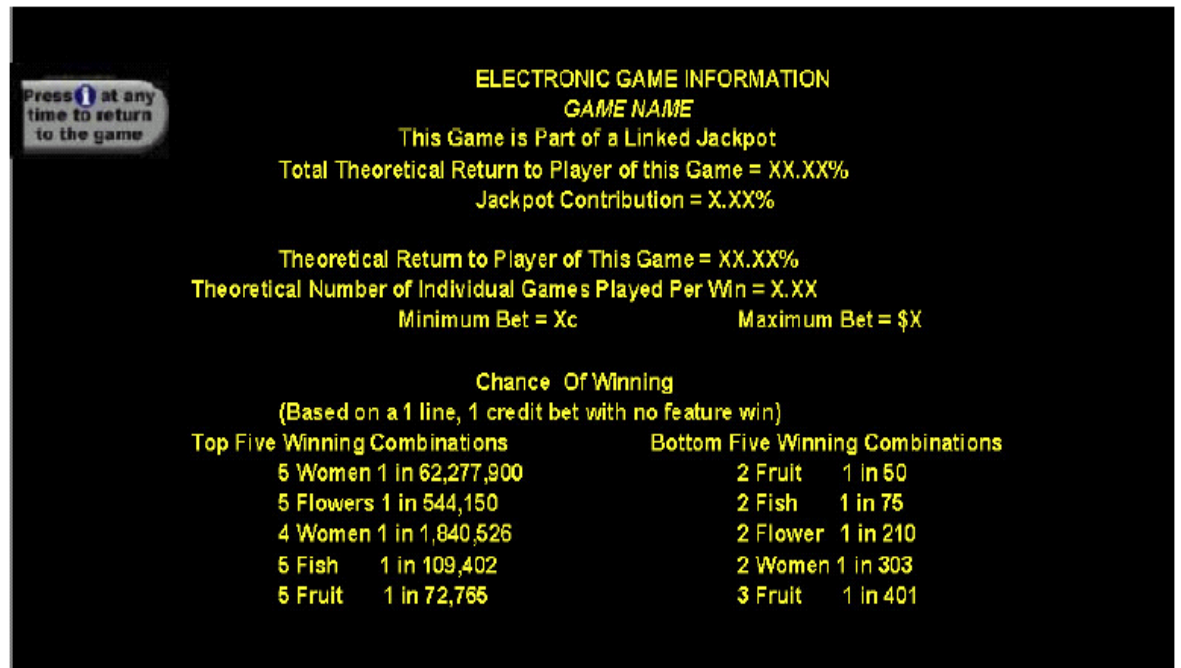 Press i at any
time to return
to the game
ELECTRONIC GAME INFORMATION
GAME NAME
This Game is Part of a Linked Jackpot
Total Theoretical Return to Player of this Game = XX.XX%
Jackpot Contribution = X.XX%
Theoretical Return to Player of This Game = XX.XX%
Theoretical Number of Individual Games Played Per Win = X.XX
Minimum Bet = Xc Maximum Bet = $X
Chance Of Winning
(Based on a 1 line, 1 credit bet with no feature win)
Top Five Winning Combinations Bottom Five Winning Combinations
5 Women 1 in 62,277,900 2 Fruit 1 in 50
5 Flowers 1 in 544,150 2 Fish 1 in 75
4 Women 1 in 1,840,526 2 Flower 1 in 210
5 Fish 1 in 109,402 2 Women 1 in 303
5 Fruit 1 in 72,765 3 Fruit 1 in 401